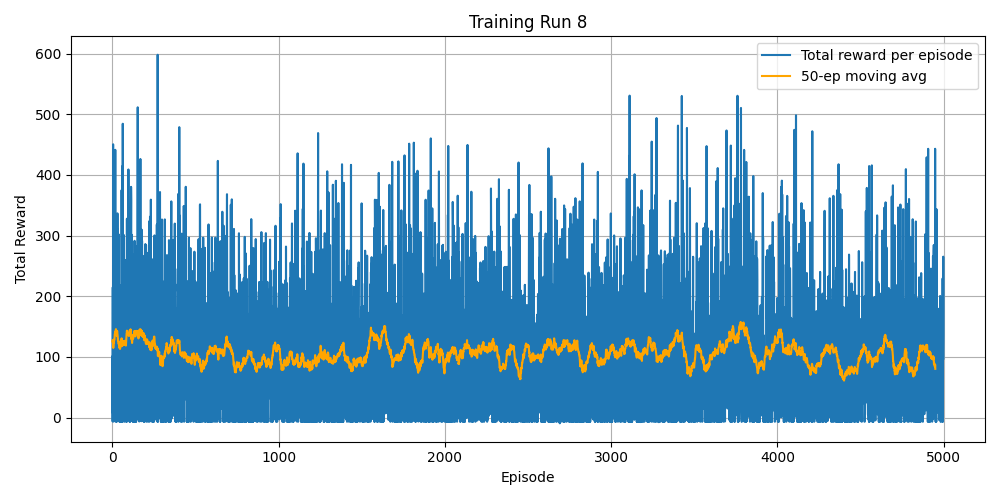 Training Run 8
Total reward per episode
50-ep moving avg
Total Reward
600
500
400
300
200
100
0
0 1000 2000 3000 4000 5000
Episode